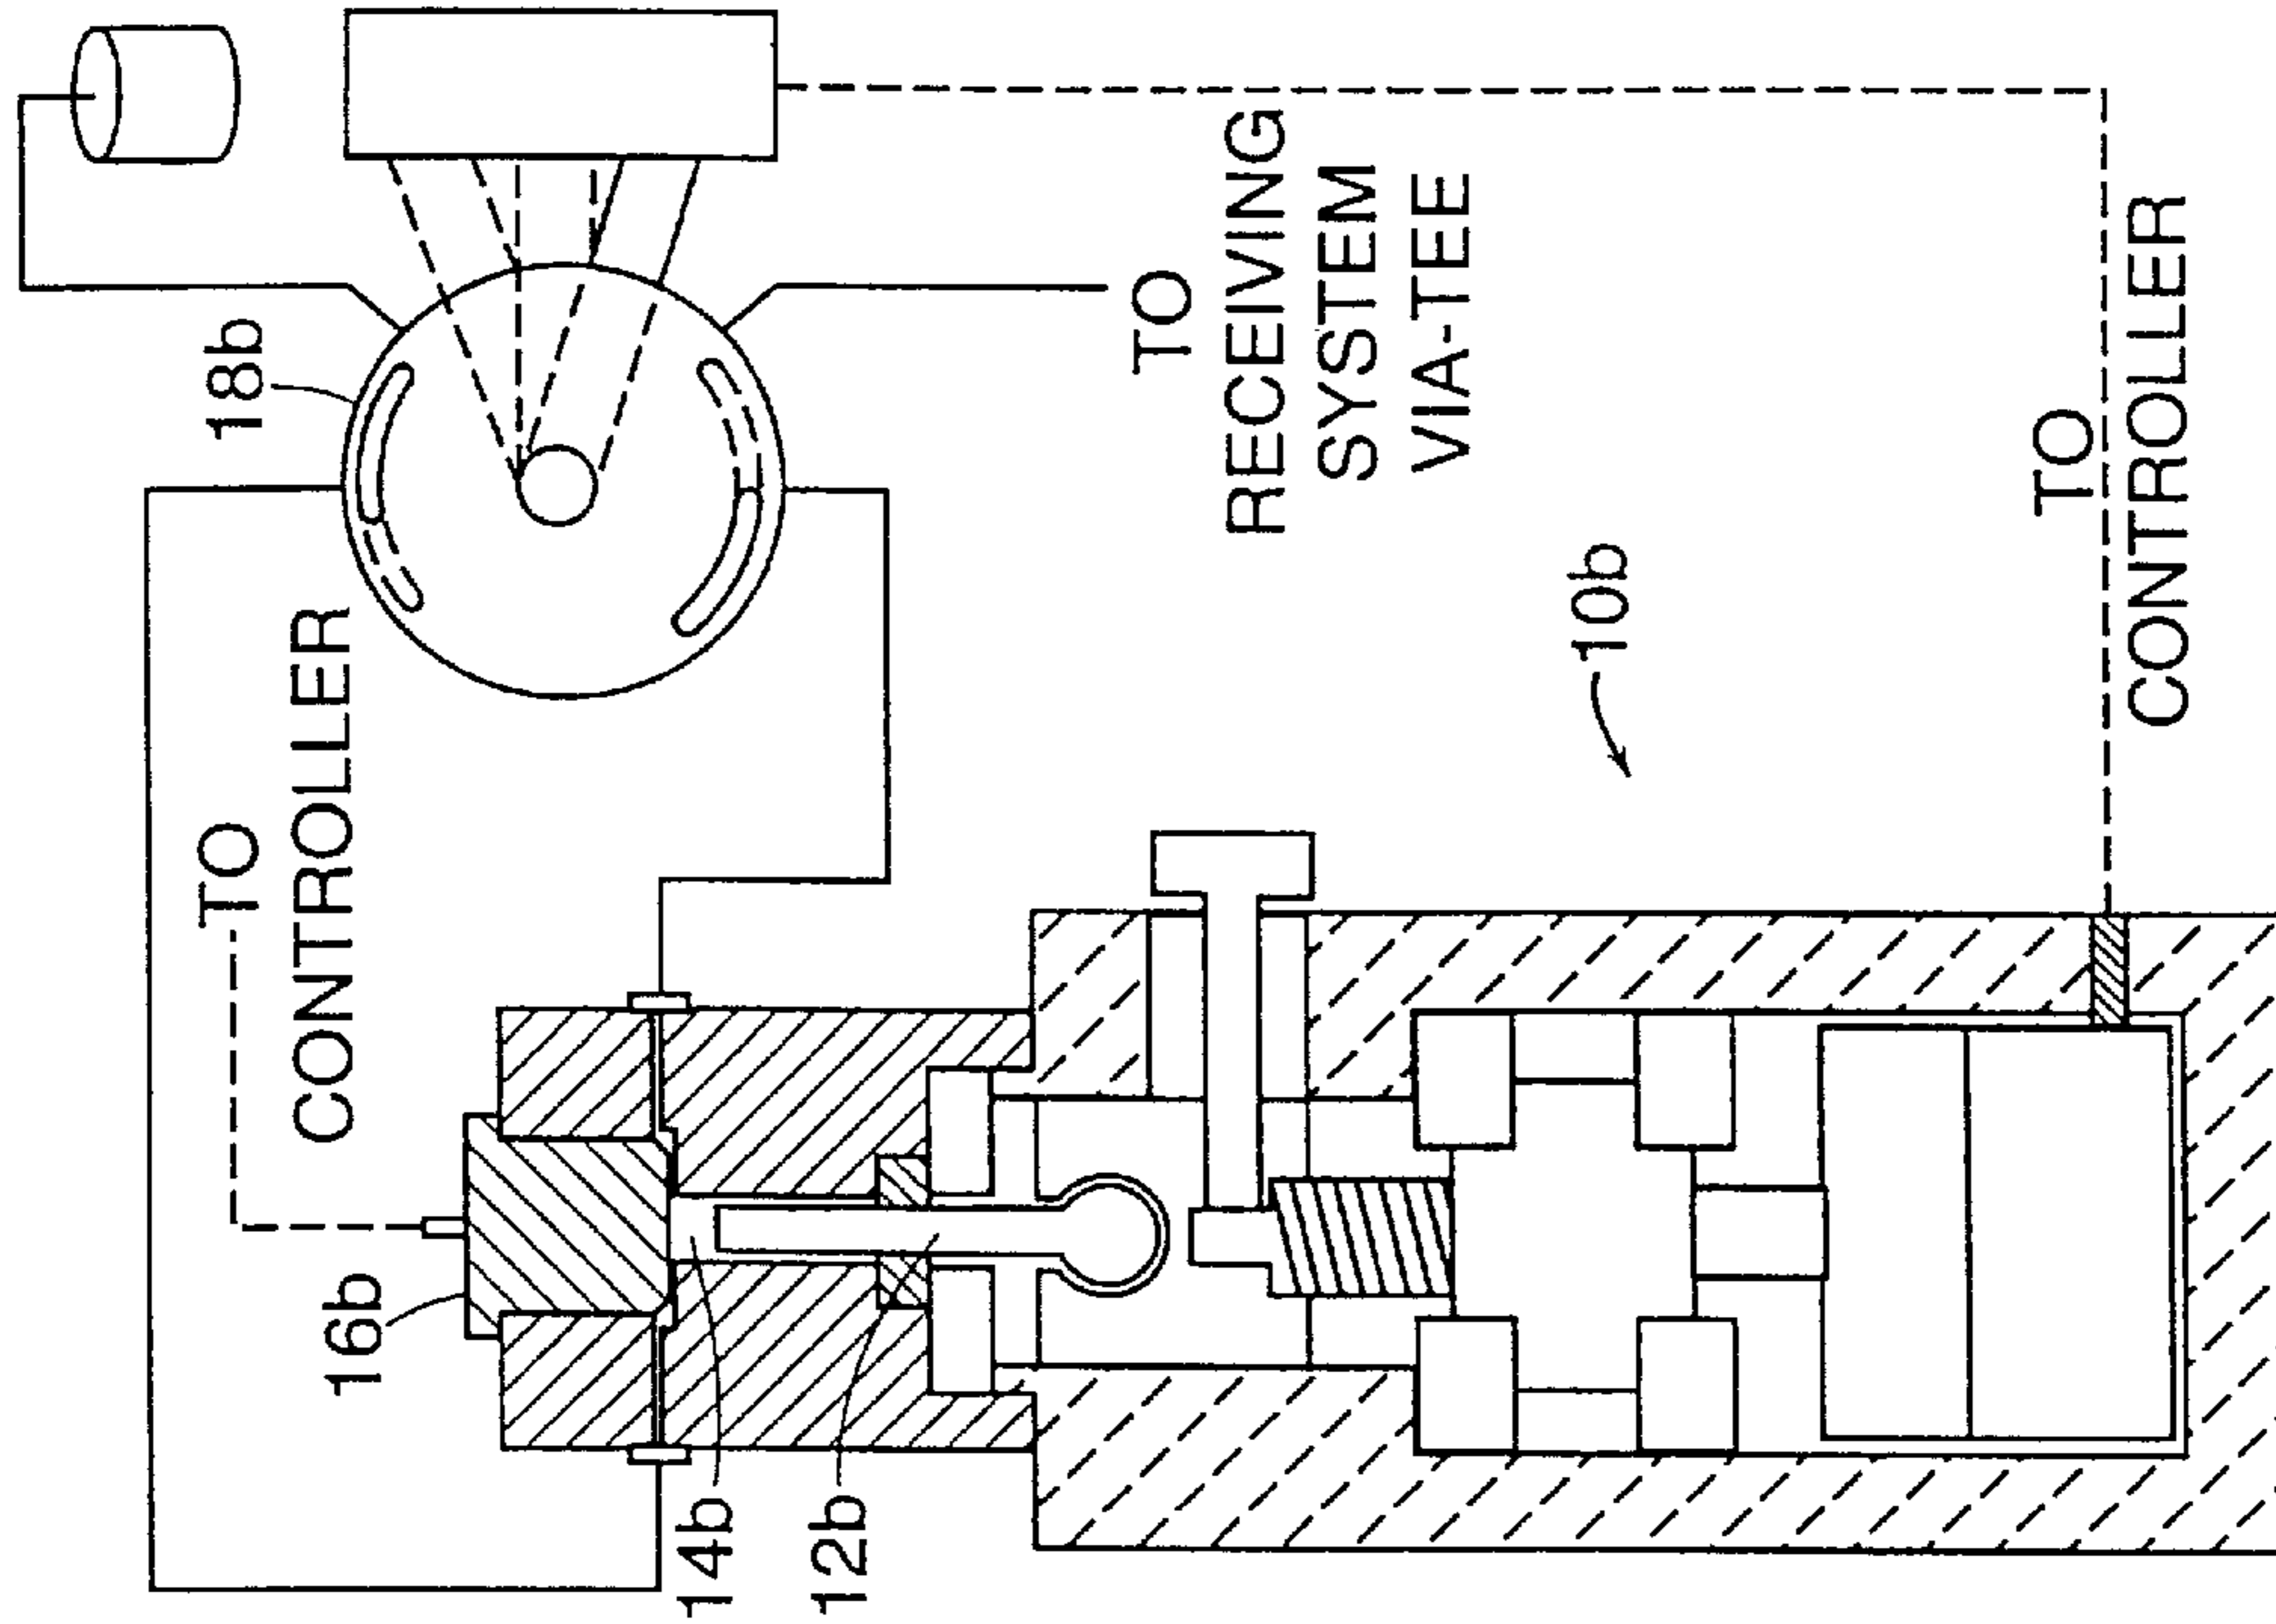 18b
TO
CONTROLLER
16b
TO
RECEIVING
SYSTEM
VIA-TEE
10b
TO
CONTROLLER
14b
12b